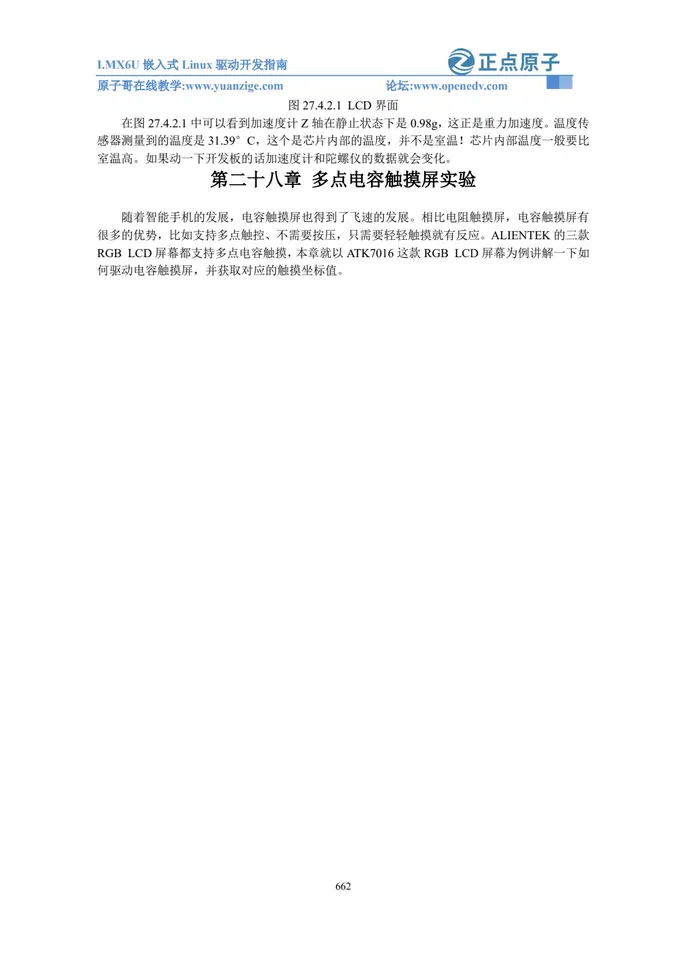 I.MX6U 嵌入式 Linux 驱动开发指南
正点原子
原子哥在线教学:www.yuanzige.com 论坛:www.openedv.com
图 27.4.2.1 LCD 界面
在图 27.4.2.1 中可以看到加速度计 Z 轴在静止状态下是 0.98g，这正是重力加速度。温度传
感器测量到的温度是 31.39°C，这个是芯片内部的温度，并不是室温！芯片内部温度一般要比
室温高。如果动一下开发板的话加速度计和陀螺仪的数据就会变化。
第二十八章 多点电容触摸屏实验
随着智能手机的发展，电容触摸屏也得到了飞速的发展。相比电阻触摸屏，电容触摸屏有
很多的优势，比如支持多点触控、不需要按压，只需要轻轻触摸就有反应。ALIENTEK 的三款
RGB LCD 屏幕都支持多点电容触摸，本章就以 ATK7016 这款 RGB LCD 屏幕为例讲解一下如
何驱动电容触摸屏，并获取对应的触摸坐标值。
662